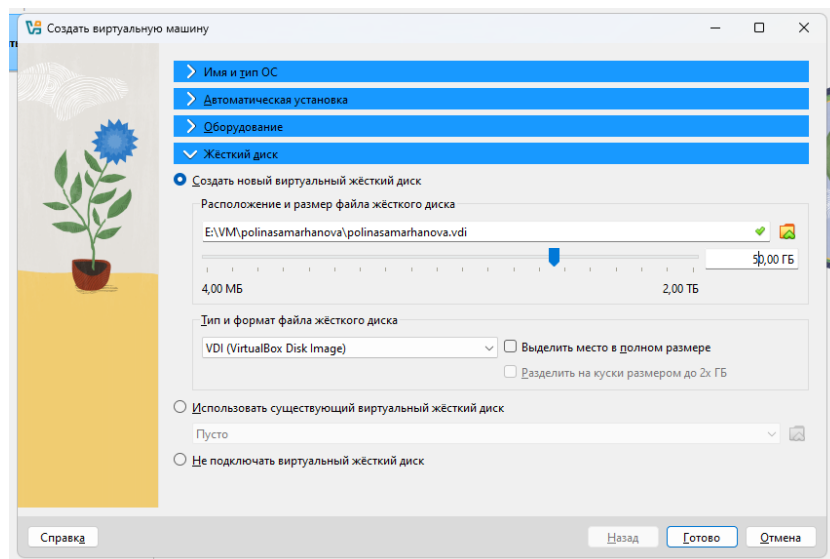 Создать виртуальную машину
Имя и тип ОС
Автоматическая установка
Оборудование
Жёсткий диск
Создать новый виртуальный жёсткий диск
Расположение и размер файла жёсткого диска
E:\VM\polinasamarhanova\polinasamarhanova.vdi
50,00 ГБ
4,00 МБ 2,00 ТБ
Тип и формат файла жёсткого диска
VDI (VirtualBox Disk Image) Выделить место в полном размере
Разделить на куски размером до 2х ГБ
Использовать существующий виртуальный жёсткий диск
Пусто
Не подключать виртуальный жёсткий диск
Справка Назад Готово Отмена